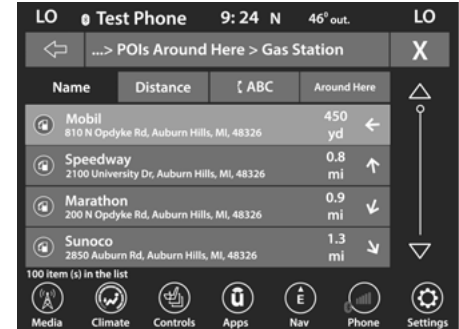 LO Test Phone 9:24 N 46° out. LO
...> POIs Around Here > Gas Station X
Name Distance ABC Around Here
Mobil 450
810 N Opdyke Rd, Auburn Hills, MI, 48326 yd
Speedway 0.8
2100 University Dr, Auburn Hills, MI, 48326 mi
Marathon 0.9
200 N Opdyke Rd, Auburn Hills, MI, 48326 mi
Sunoco 1.3
2850 Auburn Rd, Auburn Hills, MI, 48326 mi
100 item (s) in the list
ū E
Media Climate Controls Apps Nav Phone Settings